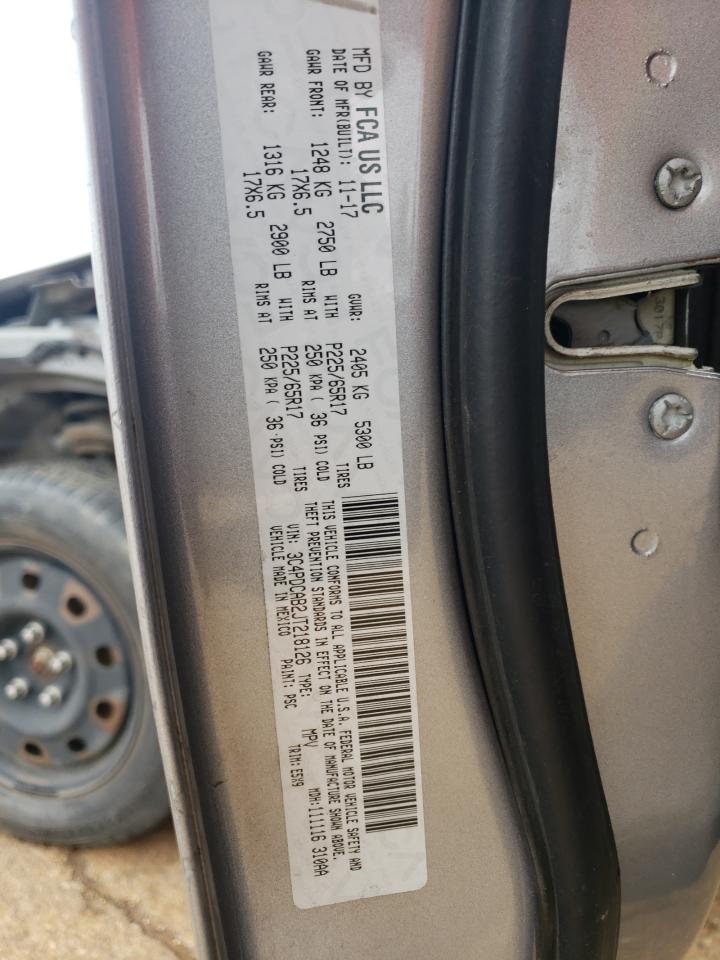 MFD BY FCA US LLC
DATE OF MFR(BUILT): 11-17 GVWR: 2405 KG 5300 LB
GAWR FRONT: 1248 KG 2750 LB WITH P225/65R17 TIRES
17X6.5 RIMS AT 250 KPA ( 36 PSI) COLD
GAWR REAR: 1316 KG 2900 LB WITH P225/65R17 TIRES
17X6.5 RIMS AT 250 KPA ( 36 PSI) COLD
THIS VEHICLE CONFORMS TO ALL APPLICABLE U.S.A. FEDERAL MOTOR VEHICLE SAFETY AND
THEFT PREVENTION STANDARDS IN EFFECT ON THE DATE OF MANUFACTURE SHOWN ABOVE.
VIN: 3C4PDCAB2JT218126 TYPE: MPV MDH:111116 310AA
VEHICLE MADE IN MEXICO PAINT: PSC TRIM:E5X9